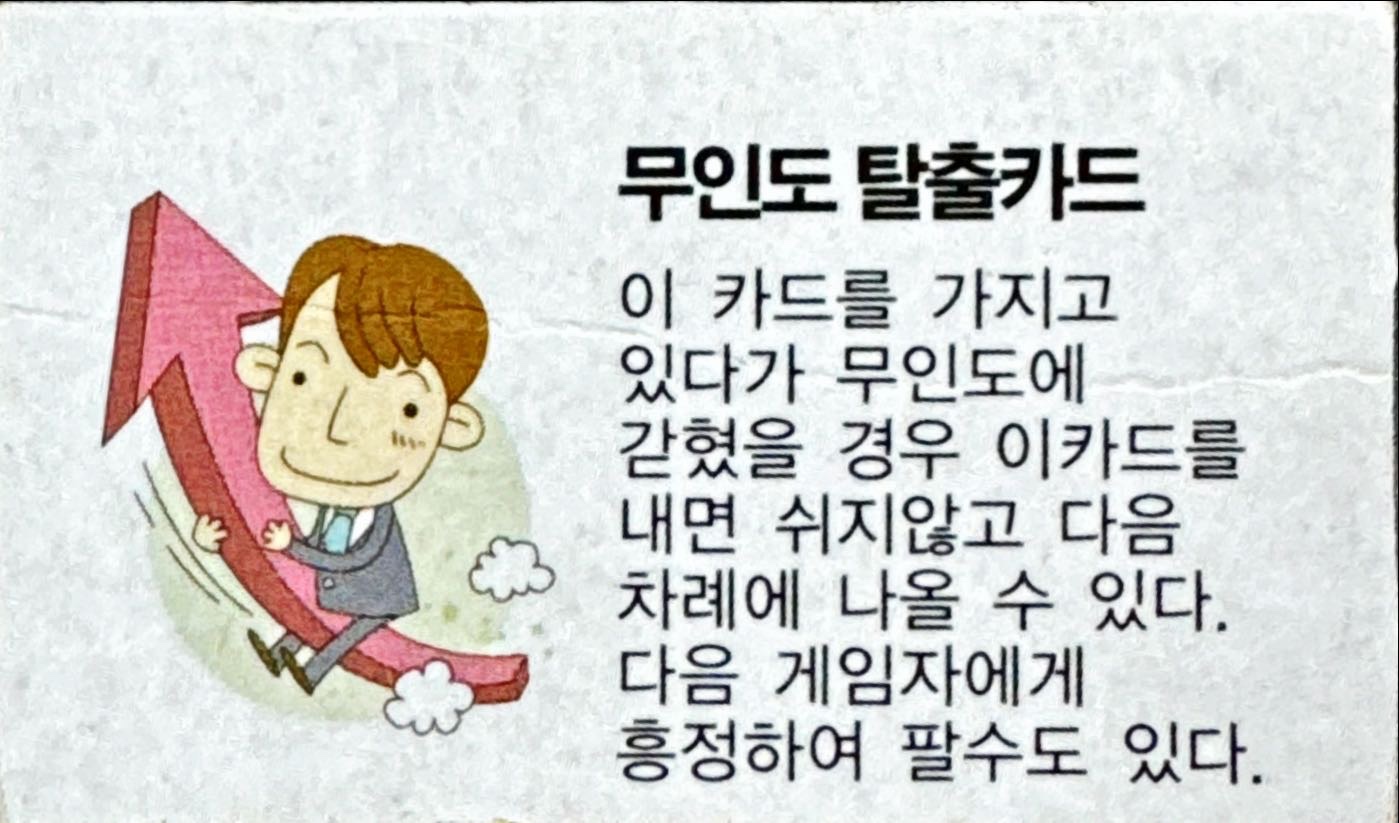 무인도 탈출카드
이 카드를 가지고
있다가 무인도에
갇혔을 경우 이카드를
내면 쉬지않고 다음
차례에 나올 수 있다.
다음 게임자에게
흥정하여 팔수도 있다.